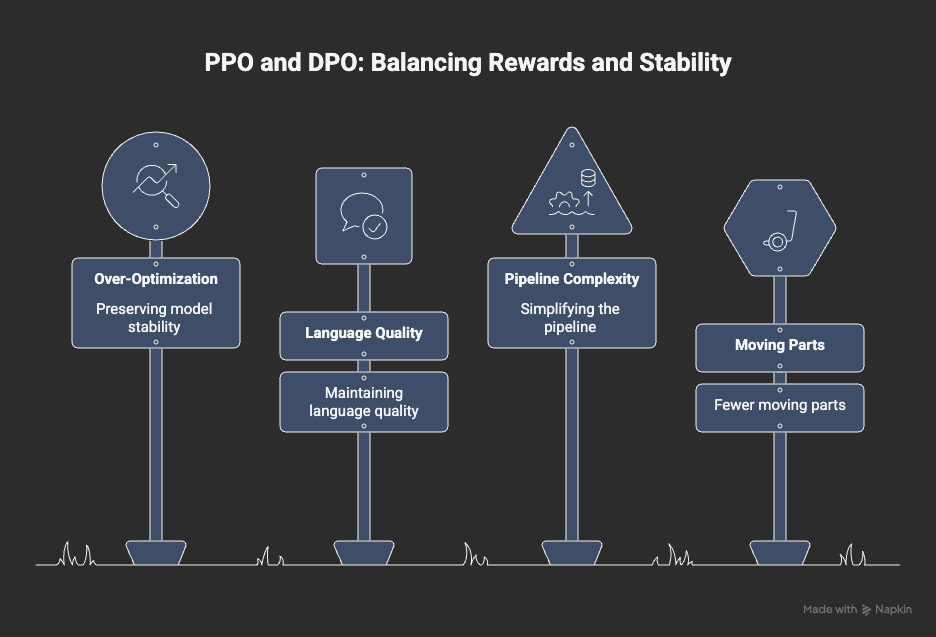 PPO and DPO: Balancing Rewards and Stability
Over-Optimization
Preserving model
stability
Language Quality
Maintaining
language quality
Pipeline Complexity
Simplifying the
pipeline
Moving Parts
Fewer moving parts
Made with Napkin